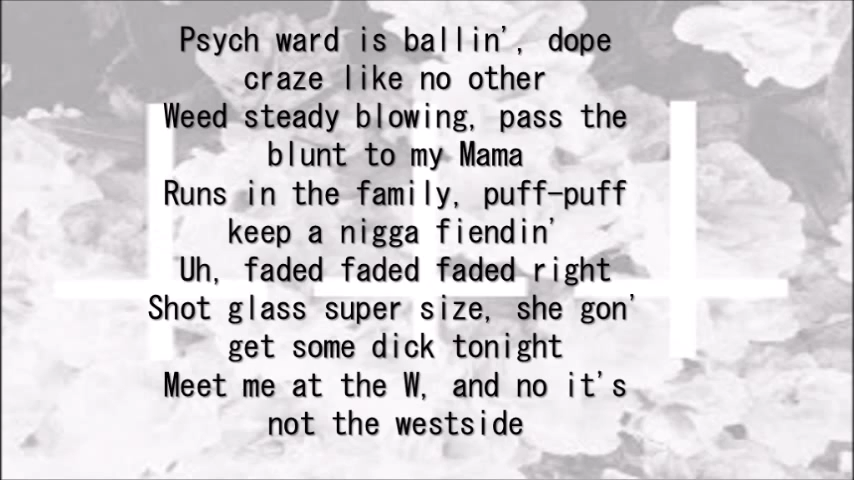 Psych ward is ballin', dope
craze like no other
Weed steady blowing, pass the
blunt to my Mama
Runs in the family, puff-puff
keep a nigga fiendin'
Uh, faded faded faded right
Shot glass super size, she gon'
get some dick tonight
Meet me at the W, and no it's
not the westside